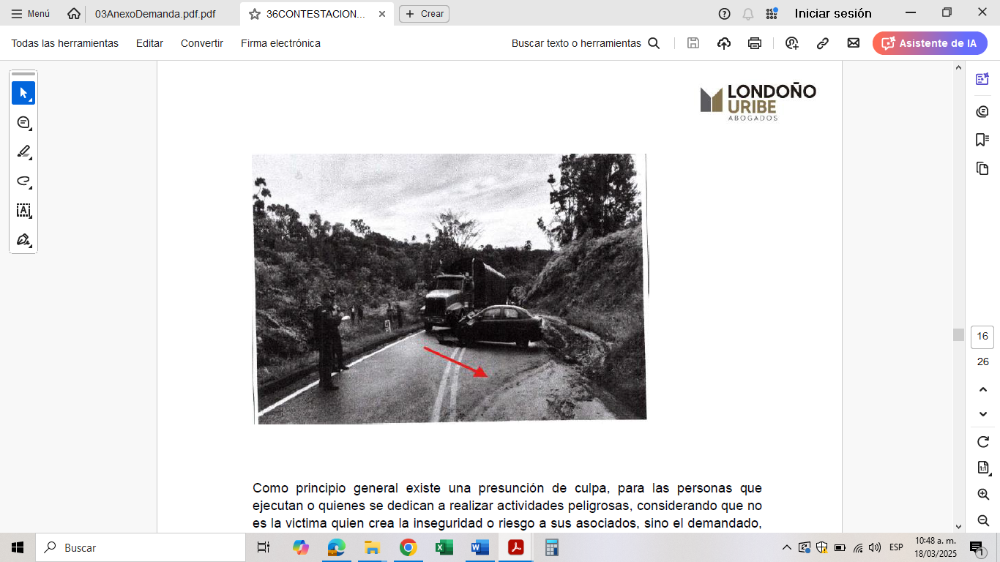 Menú
03AnexoDemanda.pdf.pdf
36CONTESTACION...
Crear
Iniciar sesión
Todas las herramientas
Editar
Convertir
Firma electrónica
Buscar texto o herramientas
Asistente de IA
LONDOÑO
URIBE
ABOGADOS
16
26
Como principio general existe una presunción de culpa, para las personas que
ejecutan o quienes se dedican a realizar actividades peligrosas, considerando que no
es la victima quien crea la inseguridad o riesgo a sus asociados, sino el demandado,
Buscar
ESP
10:48 a. m.
18/03/2025
1